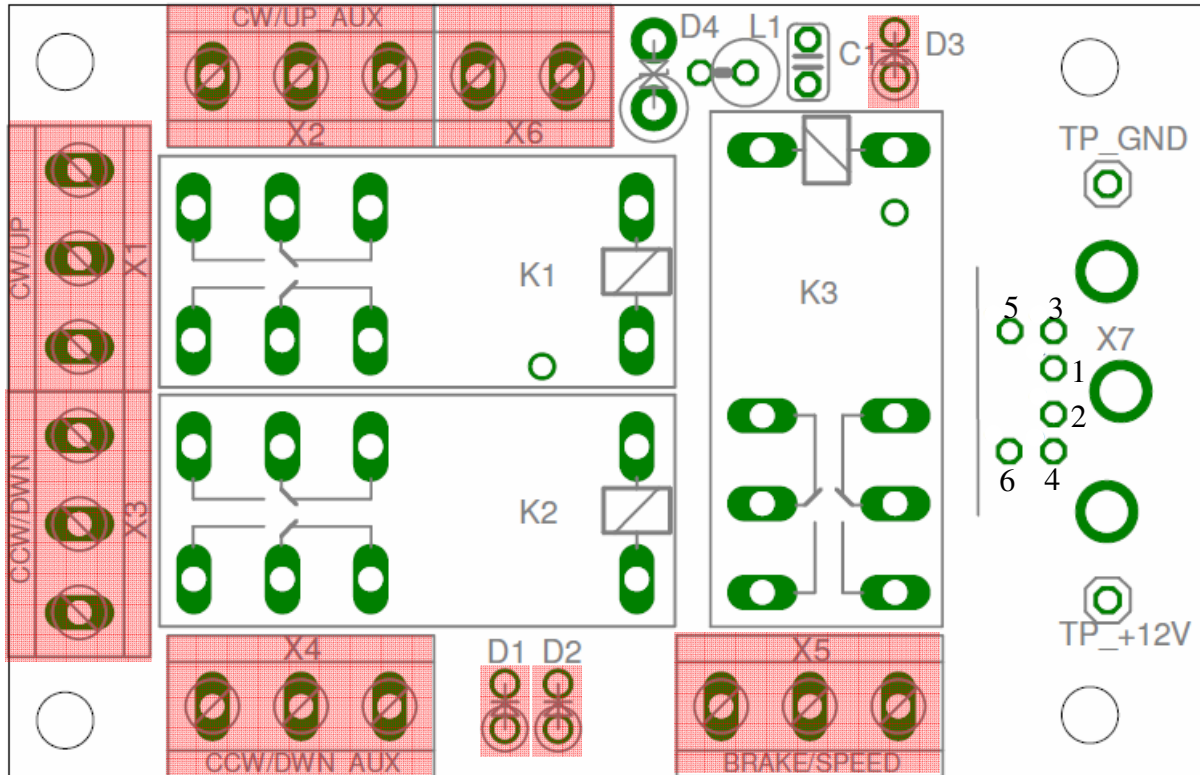 CW/UP_AUX
X2
X6
D4
L1
C1
D3
TP_GND
CW/UP
X1
K1
K3
5
3
X7
1
2
6
4
CCW/DWN
X3
K2
TP_+12V
X4
D1
D2
X5
CCW/DWN_AUX
BRAKE/SPEED